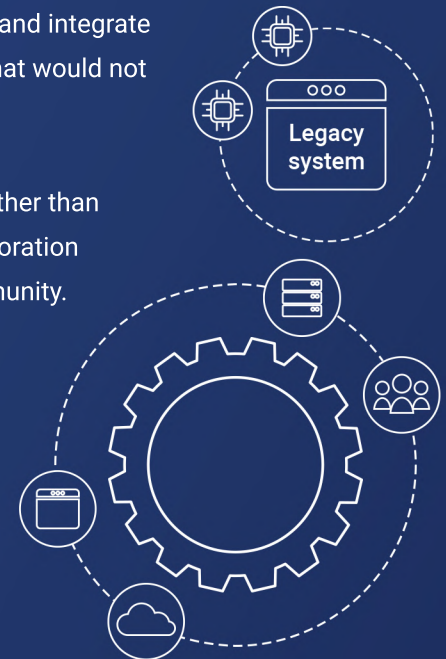 and integrate
hat would not
Legacy
system
ther than
oration
munity.